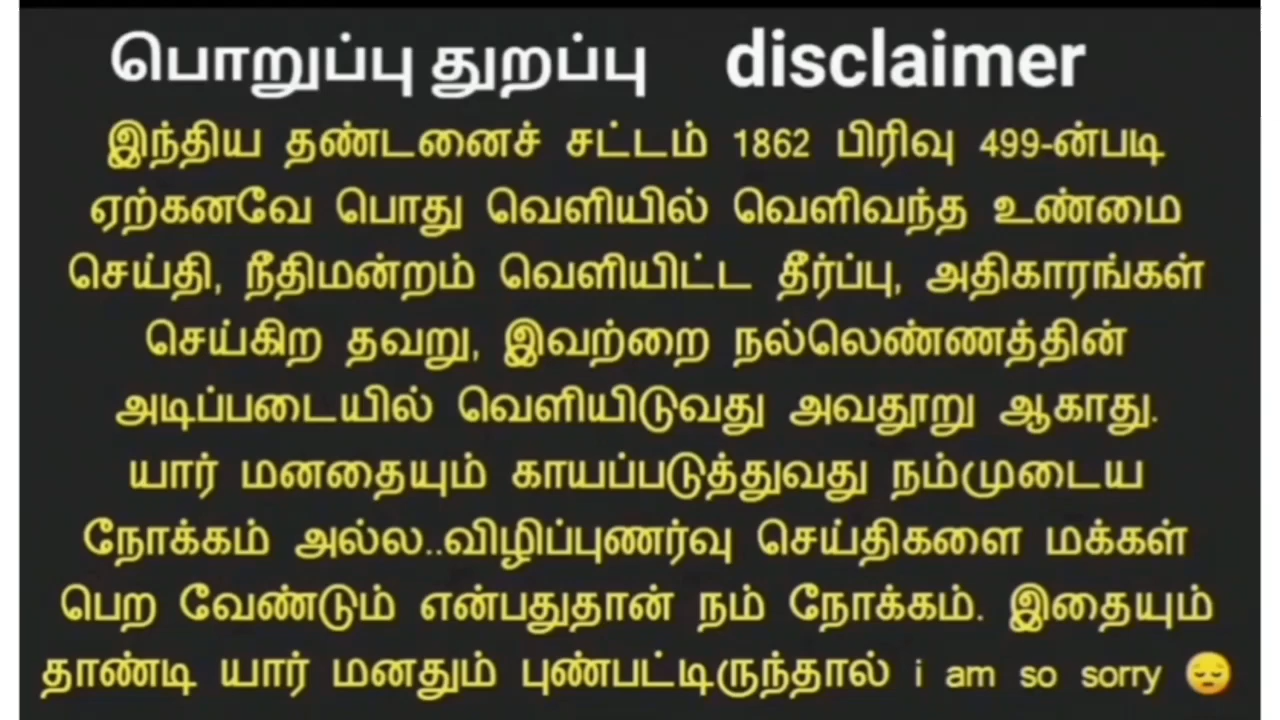 பொறுப்பு துறப்பு disclaimer
இந்திய தண்டனைச் சட்டம் 1862 பிரிவு 499-ன்படி
ஏற்கனவே பொது வெளியில் வெளிவந்த உண்மை
செய்தி, நீதிமன்றம் வெளியிட்ட தீர்ப்பு, அதிகாரங்கள்
செய்கிற தவறு, இவற்றை நல்லெண்ணத்தின்
அடிப்படையில் வெளியிடுவது அவதூறு ஆகாது.
யார் மனதையும் காயப்படுத்துவது நம்முடைய
நோக்கம் அல்ல..விழிப்புணர்வு செய்திகளை மக்கள்
பெற வேண்டும் என்பதுதான் நம் நோக்கம். இதையும்
தாண்டி யார் மனதும் புண்பட்டிருந்தால் i am so sorry 😔